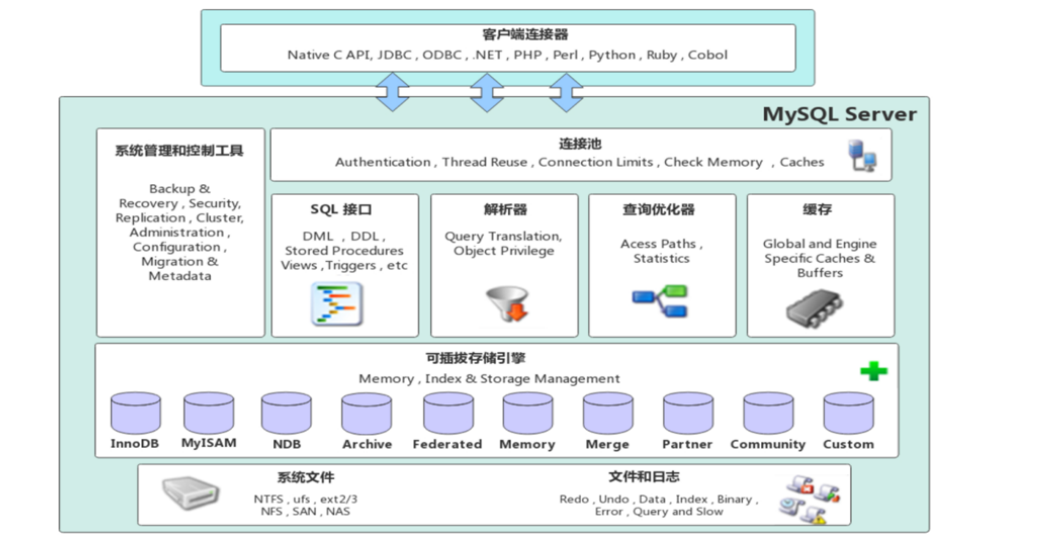 客户端连接器
Native C API, JDBC , ODBC , .NET , PHP , Perl , Python , Ruby , Cobol
MySQL Server
系统管理和控制工具
Backup &
Recovery , Security,
Replication , Cluster,
Administration ,
Configuration ,
Migration &
Metadata
连接池
Authentication , Thread Reuse , Connection Limits , Check Memory , Caches
SQL 接口
DML , DDL ,
Stored Procedures
Views ,Triggers , etc
解析器
Query Translation,
Object Privilege
查询优化器
Acess Paths ,
Statistics
缓存
Global and Engine
Specific Caches &
Buffers
可插拔存储引擎
Memory , Index & Storage Management
InnoDB MyISAM NDB Archive Federated Memory Merge Partner Community Custom
系统文件
NTFS , ufs , ext2/3
NFS , SAN , NAS
文件和日志
Redo , Undo , Data , Index , Binary ,
Error , Query and Slow